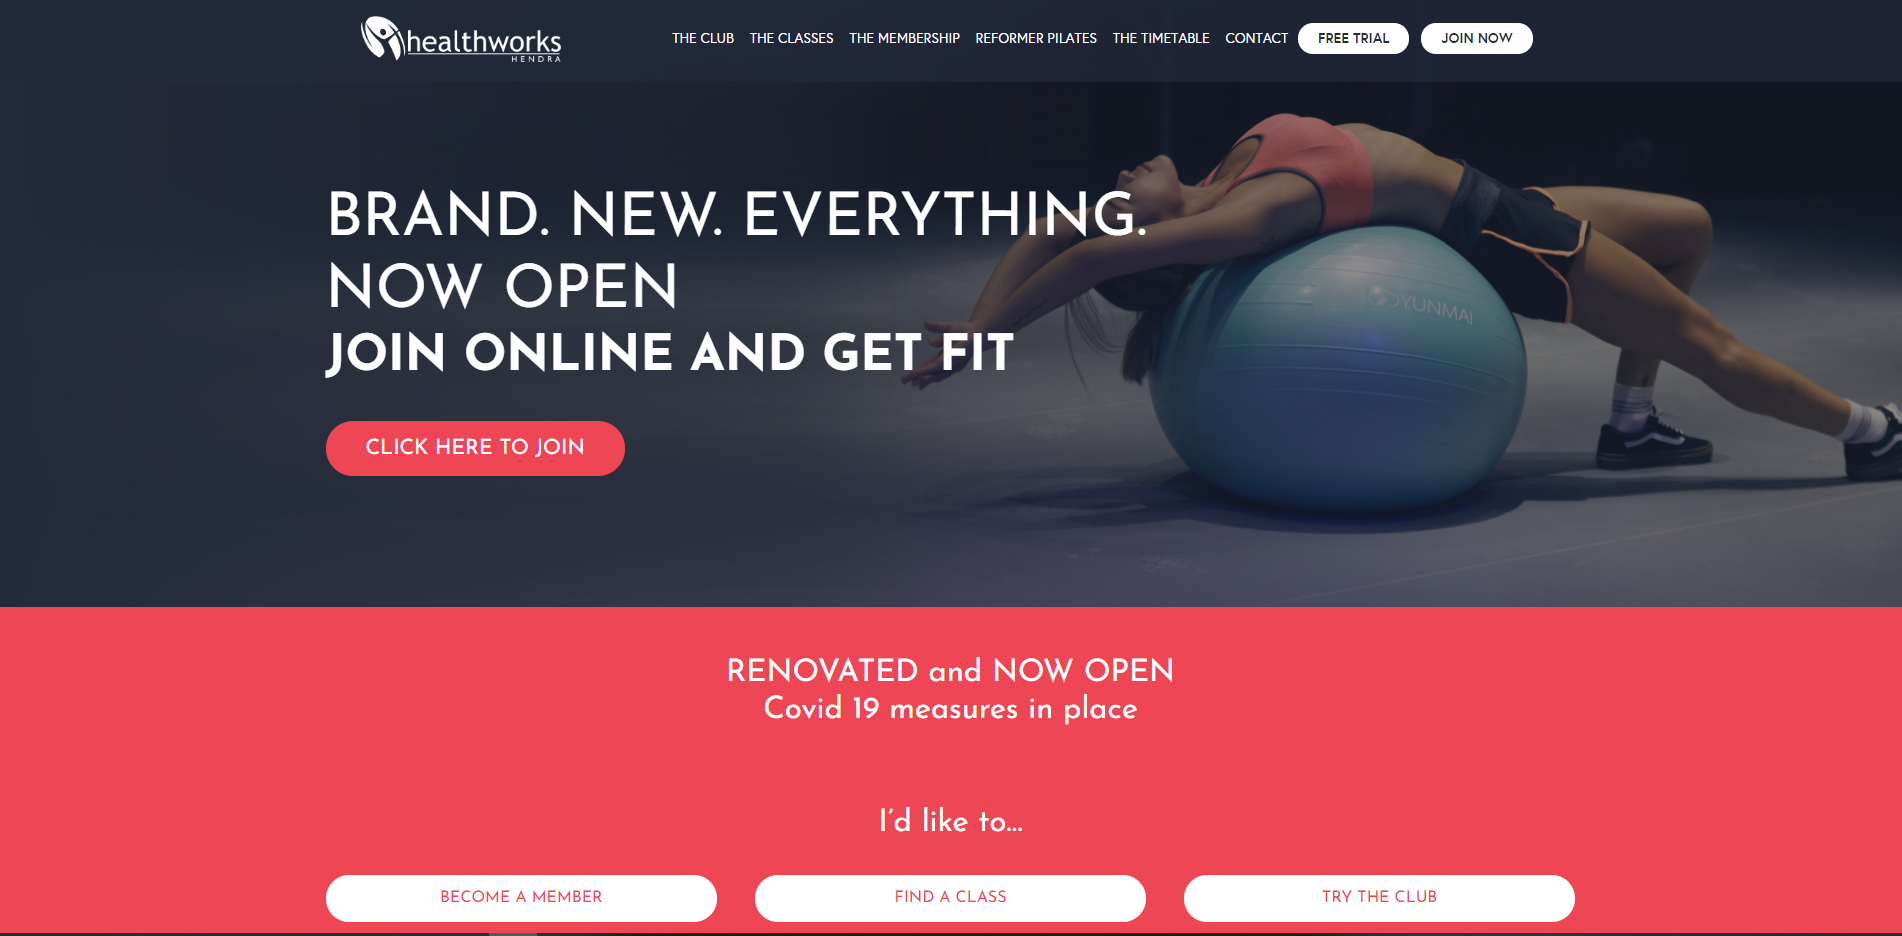 healthworks
HENDRA
THE CLUB THE CLASSES THE MEMBERSHIP REFORMER PILATES THE TIMETABLE CONTACT FREE TRIAL JOIN NOW
BRAND. NEW. EVERYTHING.
NOW OPEN
JOIN ONLINE AND GET FIT
YUNMAI
CLICK HERE TO JOIN
RENOVATED and NOW OPEN
Covid 19 measures in place
I'd like to...
BECOME A MEMBER FIND A CLASS TRY THE CLUB